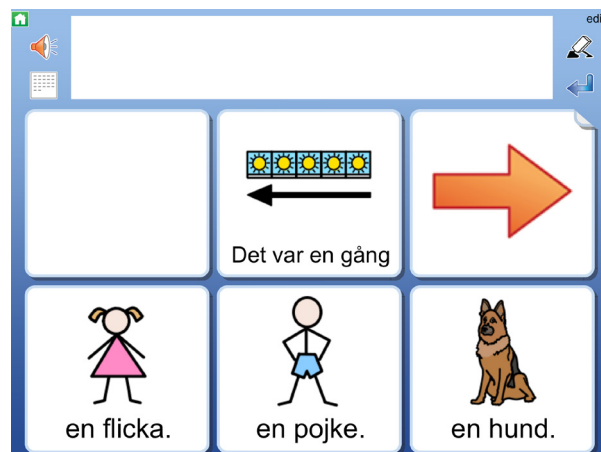 edi
Det var en gång
en flicka.
en pojke.
en hund.